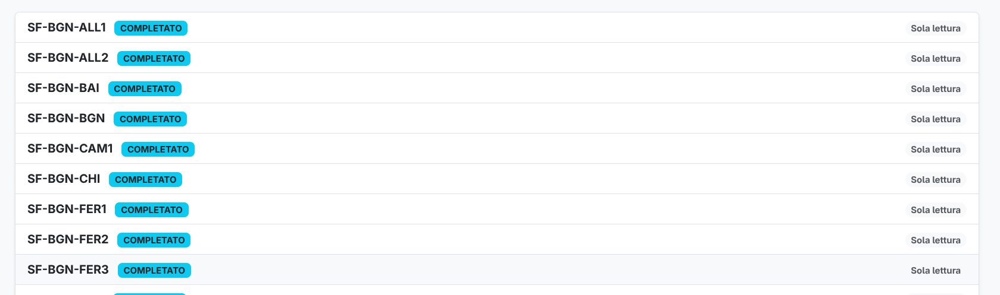 SF-BGN-ALL1 COMPLETATO Sola lettura
SF-BGN-ALL2 COMPLETATO Sola lettura
SF-BGN-BAI COMPLETATO Sola lettura
SF-BGN-BGN COMPLETATO Sola lettura
SF-BGN-CAM1 COMPLETATO Sola lettura
SF-BGN-CHI COMPLETATO Sola lettura
SF-BGN-FER1 COMPLETATO Sola lettura
SF-BGN-FER2 COMPLETATO Sola lettura
SF-BGN-FER3 COMPLETATO Sola lettura